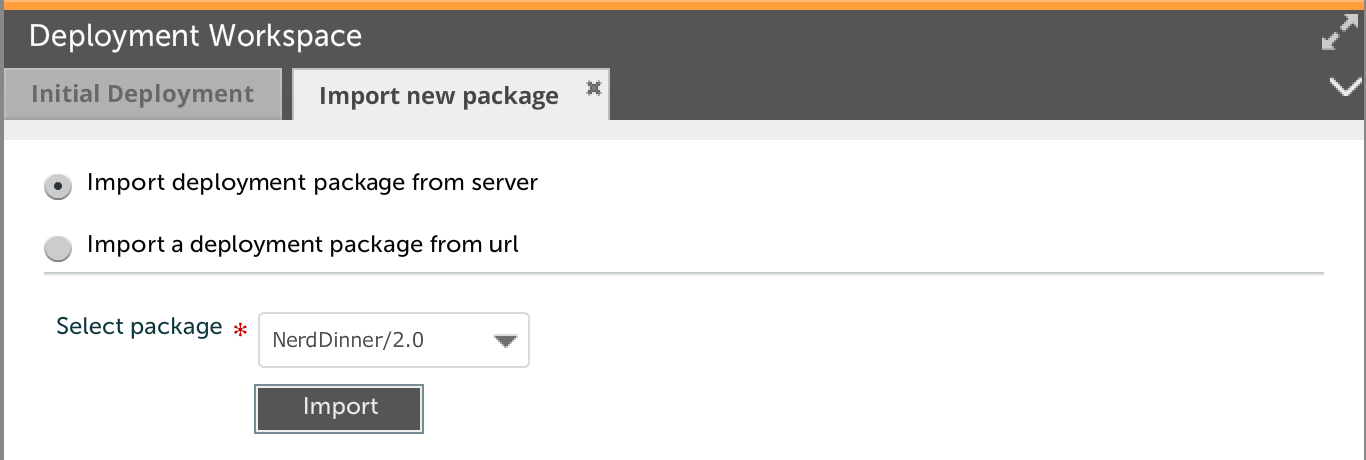 Deployment Workspace
Initial Deployment
Import new package
Import deployment package from server
Import a deployment package from url
Select package *
NerdDinner/2.0
Import